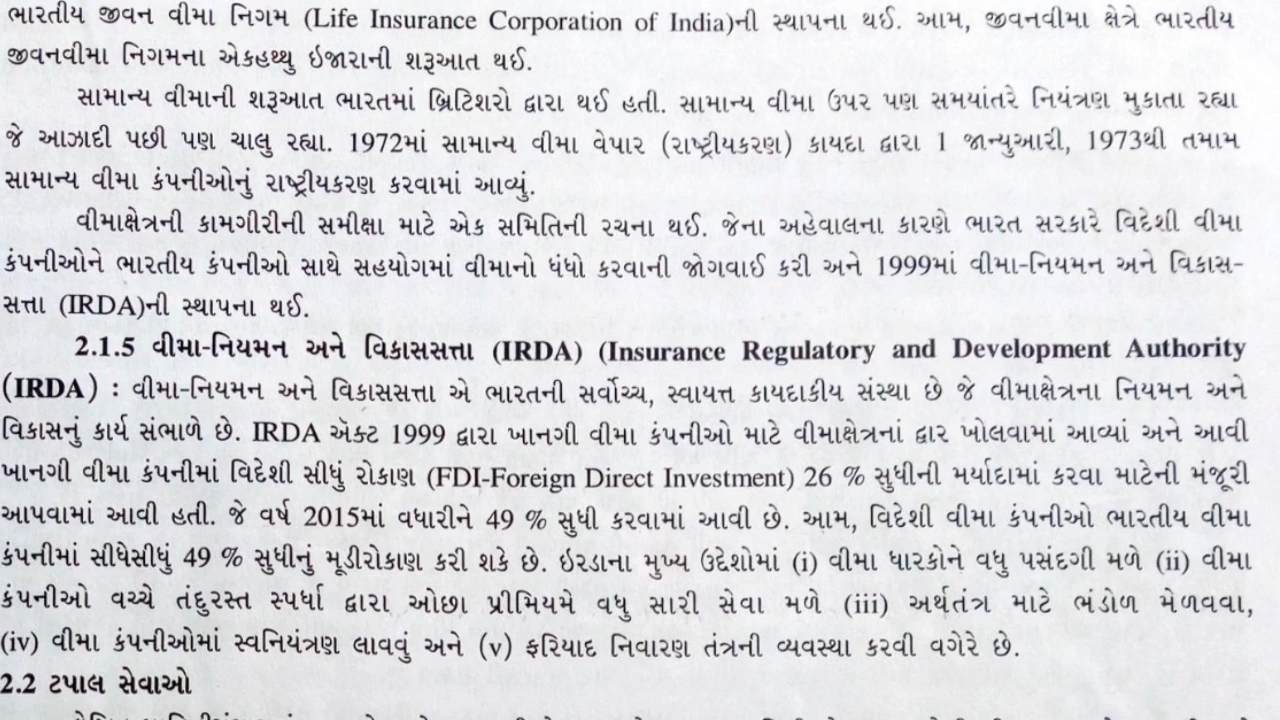 ભારતીય જીવન વીમા નિગમ (Life Insurance Corporation of India)ની સ્થાપના થઈ. આમ, જીવનવીમા ક્ષેત્રે ભારતીય
જીવનવીમા નિગમના એકહથ્થુ ઇજારાની શરૂઆત થઈ.
સામાન્ય વીમાની શરૂઆત ભારતમાં બ્રિટિશરો દ્વારા થઈ હતી. સામાન્ય વીમા ઉપર પણ સમયાંતરે નિયંત્રણ મુકાતા રહ્યા
જે આઝાદી પછી પણ ચાલુ રહ્યા. 1972માં સામાન્ય વીમા વેપાર (રાષ્ટ્રીયકરણ) કાયદા દ્વારા 1 જાન્યુઆરી, 1973થી તમામ
સામાન્ય વીમા કંપનીઓનું રાષ્ટ્રીયકરણ કરવામાં આવ્યું.
વીમાક્ષેત્રની કામગીરીની સમીક્ષા માટે એક સમિતિની રચના થઈ. જેના અહેવાલના કારણે ભારત સરકારે વિદેશી વીમા
કંપનીઓને ભારતીય કંપનીઓ સાથે સહયોગમાં વીમાનો ધંધો કરવાની જોગવાઈ કરી અને 1999માં વીમા-નિયમન અને વિકાસ-
સત્તા (IRDA)ની સ્થાપના થઈ.
2.1.5 વીમા-નિયમન અને વિકાસસત્તા (IRDA) (Insurance Regulatory and Development Authority
(IRDA) : વીમા-નિયમન અને વિકાસસત્તા એ ભારતની સર્વોચ્ચ, સ્વાયત્ત કાયદાકીય સંસ્થા છે જે વીમાક્ષેત્રના નિયમન અને
વિકાસનું કાર્ય સંભાળે છે. IRDA ઍક્ટ 1999 દ્વારા ખાનગી વીમા કંપનીઓ માટે વીમાક્ષેત્રનાં દ્વાર ખોલવામાં આવ્યાં અને આવી
ખાનગી વીમા કંપનીમાં વિદેશી સીધું રોકાણ (FDI-Foreign Direct Investment) 26 % સુધીની મર્યાદામાં કરવા માટેની મંજૂરી
આપવામાં આવી હતી. જે વર્ષ 2015માં વધારીને 49 % સુધી કરવામાં આવી છે. આમ, વિદેશી વીમા કંપનીઓ ભારતીય વીમા
કંપનીમાં સીધેસીધું 49 % સુધીનું મૂડીરોકાણ કરી શકે છે. ઇરડાના મુખ્ય ઉદ્દેશોમાં (i) વીમા ધારકોને વધુ પસંદગી મળે (ii) વીમા
કંપનીઓ વચ્ચે તંદુરસ્ત સ્પર્ધા દ્વારા ઓછા પ્રીમિયમે વધુ સારી સેવા મળે (iii) અર્થતંત્ર માટે ભંડોળ મેળવવા,
(iv) વીમા કંપનીઓમાં સ્વનિયંત્રણ લાવવું અને (v) ફરિયાદ નિવારણ તંત્રની વ્યવસ્થા કરવી વગેરે છે.
2.2 ટપાલ સેવાઓ